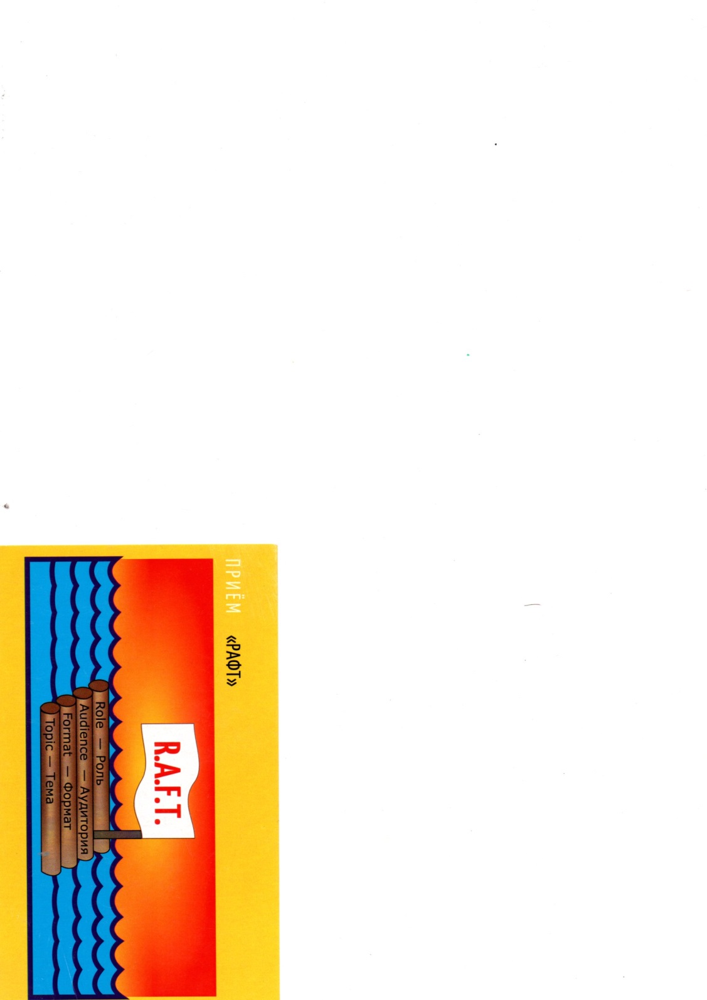 ПРИЁМ «РАФТ»
R.A.F.T.
Role — Роль
Audience — Аудитория
Format — Формат
Topic — Тема